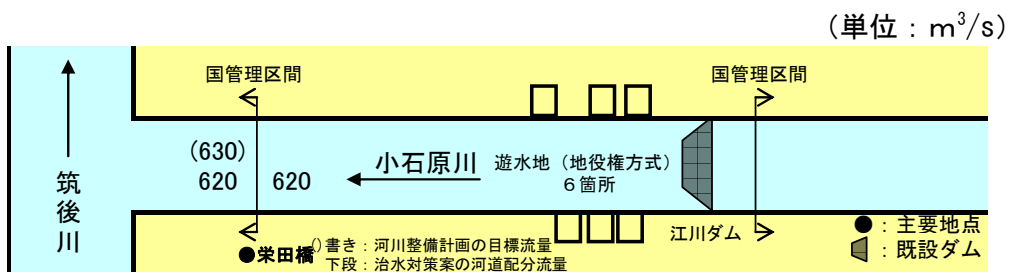 (単位：m³/s)
国管理区間
国管理区間
(630)
620
620
小石原川
遊水地（地役権方式）
６箇所
筑後川
江川ダム
●栄田橋
()書き：河川整備計画の目標流量
下段：治水対策案の河道配分流量
●：主要地点
：既設ダム